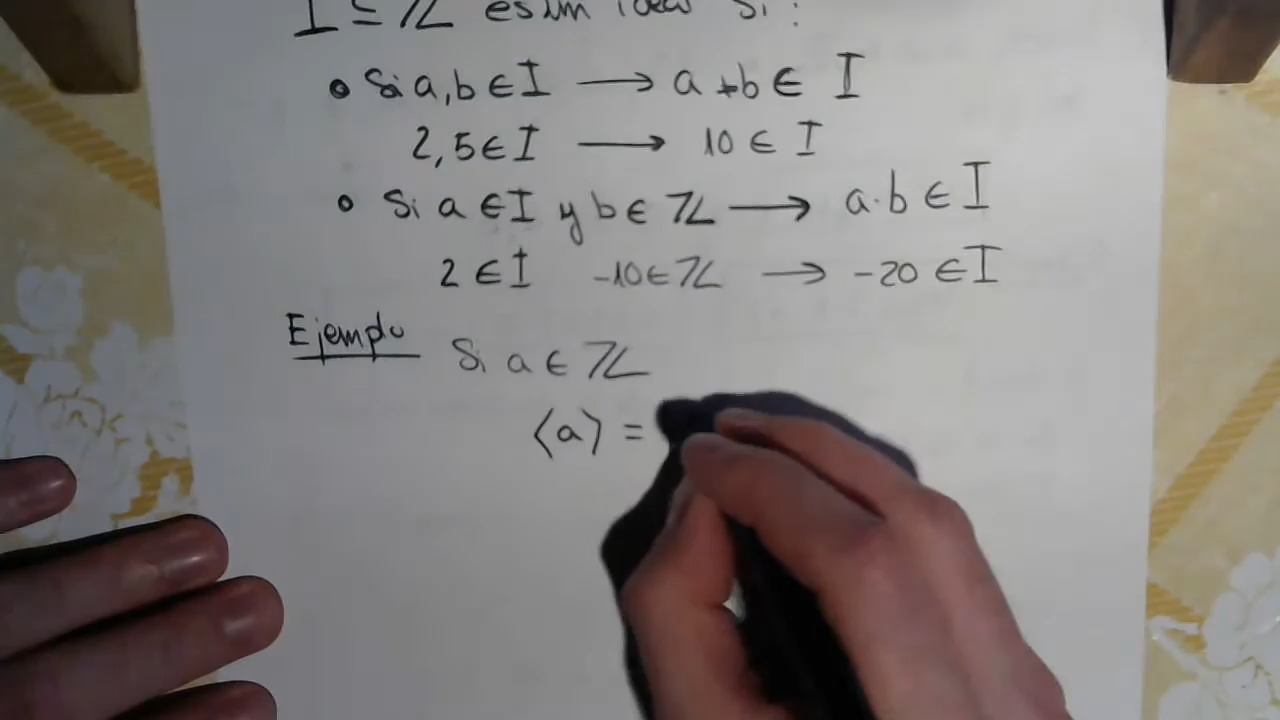 I ⊆ ℤ es un ideal si:
• Si a, b ∈ I → a + b ∈ I
2, 5 ∈ I → 10 ∈ I
• Si a ∈ I y b ∈ ℤ → a·b ∈ I
2 ∈ I -10 ∈ ℤ → -20 ∈ I
Ejemplo Si a ∈ ℤ
⟨a⟩ =